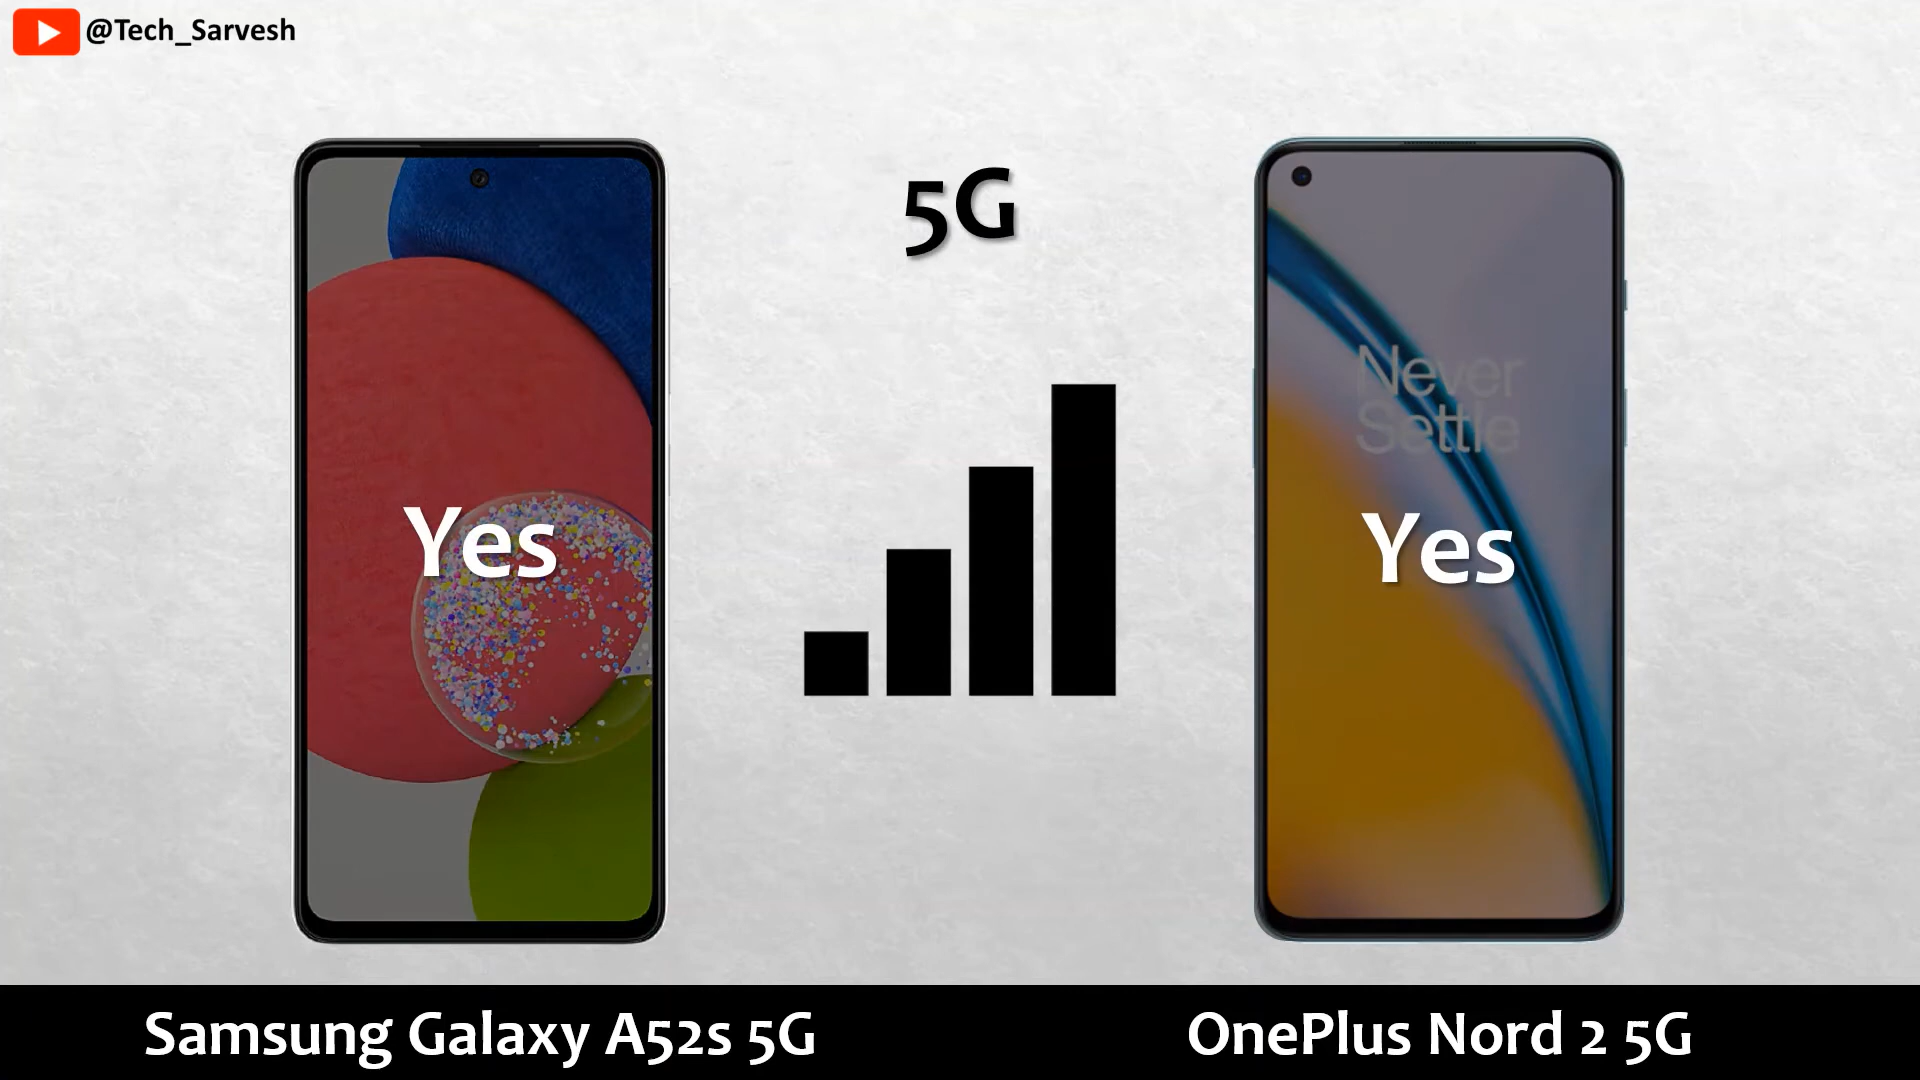 @Tech_Sarvesh
5G
Never
Settle
Yes
Yes
Samsung Galaxy A52s 5G
OnePlus Nord 2 5G